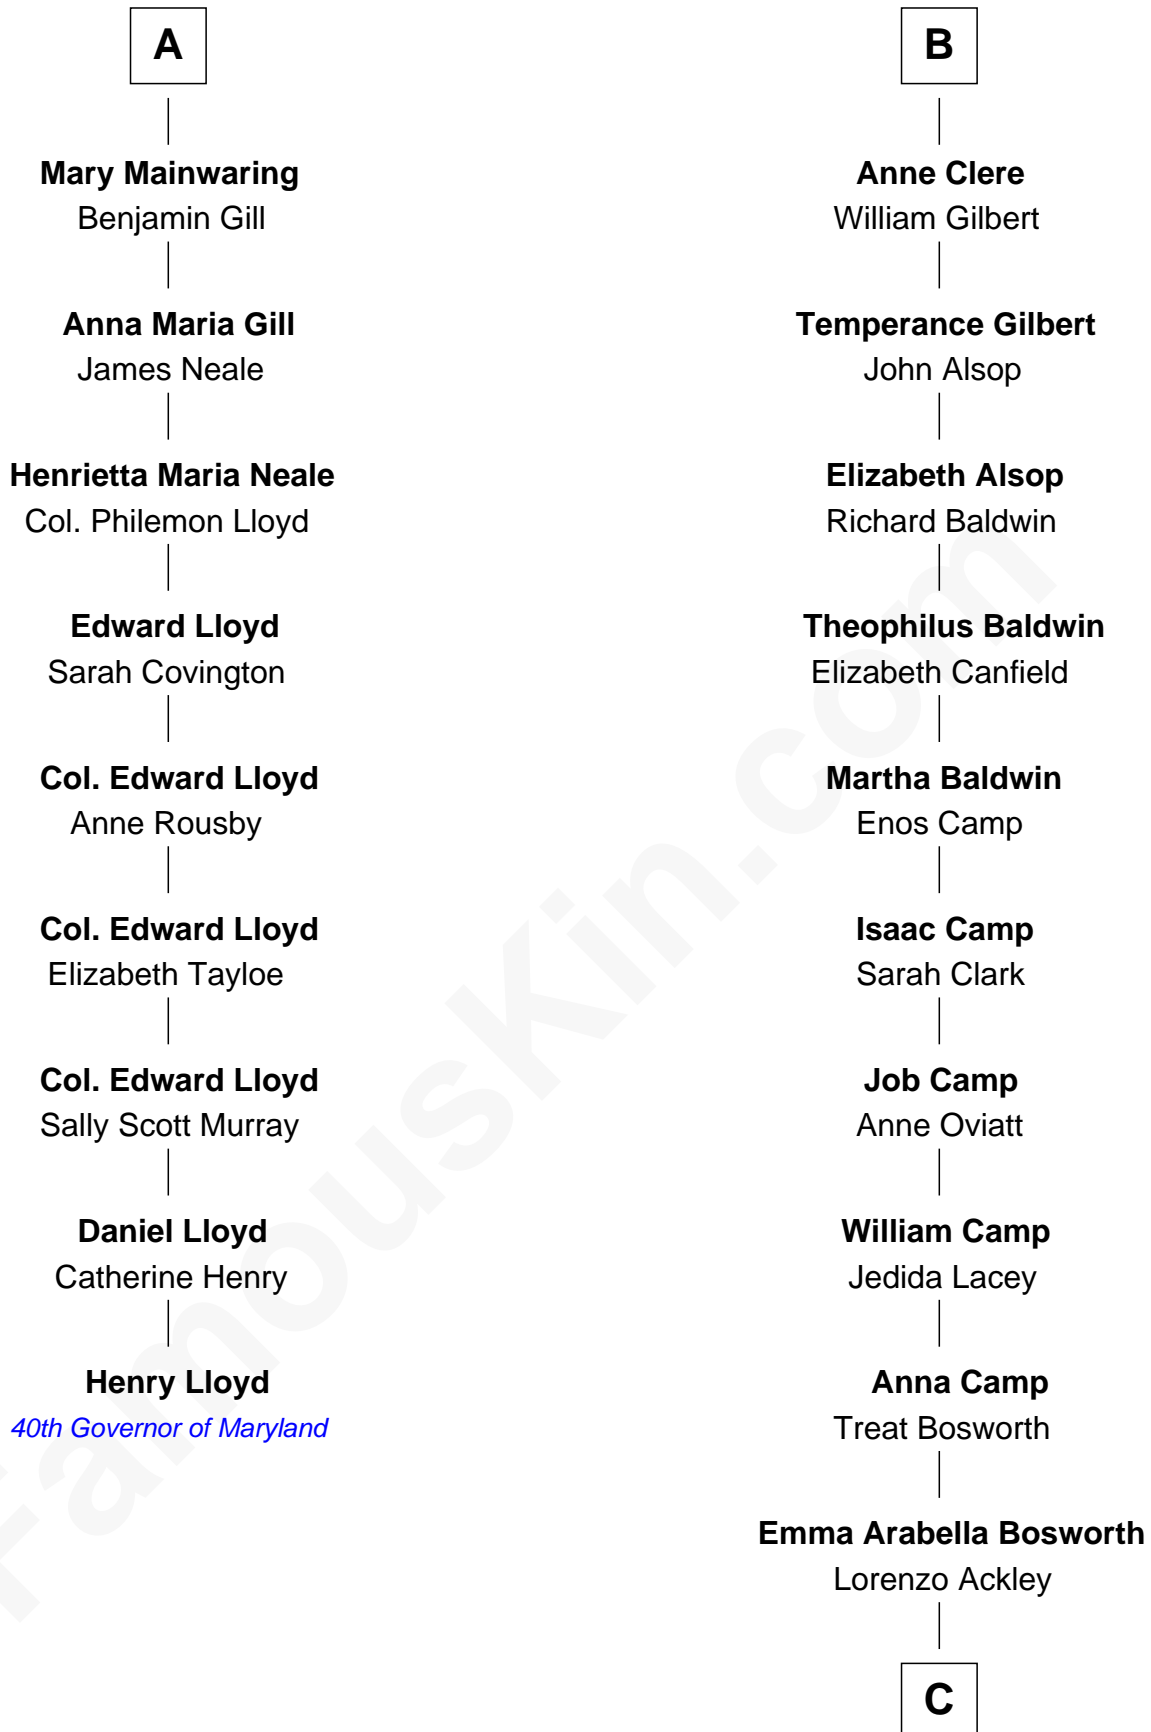 A
Mary Mainwaring
Benjamin Gill
Anna Maria Gill
James Neale
Henrietta Maria Neale
Col. Philemon Lloyd
Edward Lloyd
Sarah Covington
Col. Edward Lloyd
Anne Rousby
Col. Edward Lloyd
Elizabeth Tayloe
Col. Edward Lloyd
Sally Scott Murray
Daniel Lloyd
Catherine Henry
Henry Lloyd
40th Governor of Maryland
B
Anne Clere
William Gilbert
Temperance Gilbert
John Alsop
Elizabeth Alsop
Richard Baldwin
Theophilus Baldwin
Elizabeth Canfield
Martha Baldwin
Enos Camp
Isaac Camp
Sarah Clark
Job Camp
Anne Oviatt
William Camp
Jedida Lacey
Anna Camp
Treat Bosworth
Emma Arabella Bosworth
Lorenzo Ackley
C
FamousKin.com